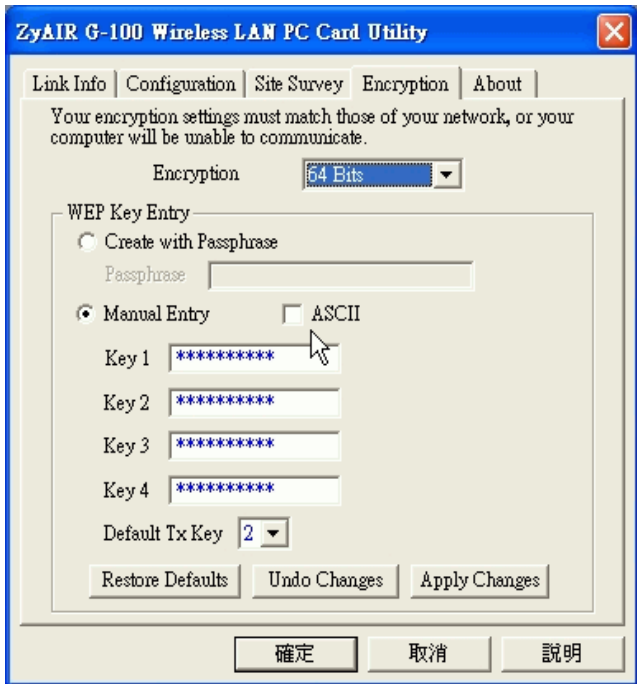 ZyAIR G-100 Wireless LAN PC Card Utility
Link Info Configuration Site Survey Encryption About
Your encryption settings must match those of your network, or your
computer will be unable to communicate.
Encryption 64 Bits
WEP Key Entry
Create with Passphrase
Passphrase
Manual Entry ASCII
Key 1 **********
Key 2 **********
Key 3 **********
Key 4 **********
Default Tx Key 2
Restore Defaults Undo Changes Apply Changes
確定 取消 說明